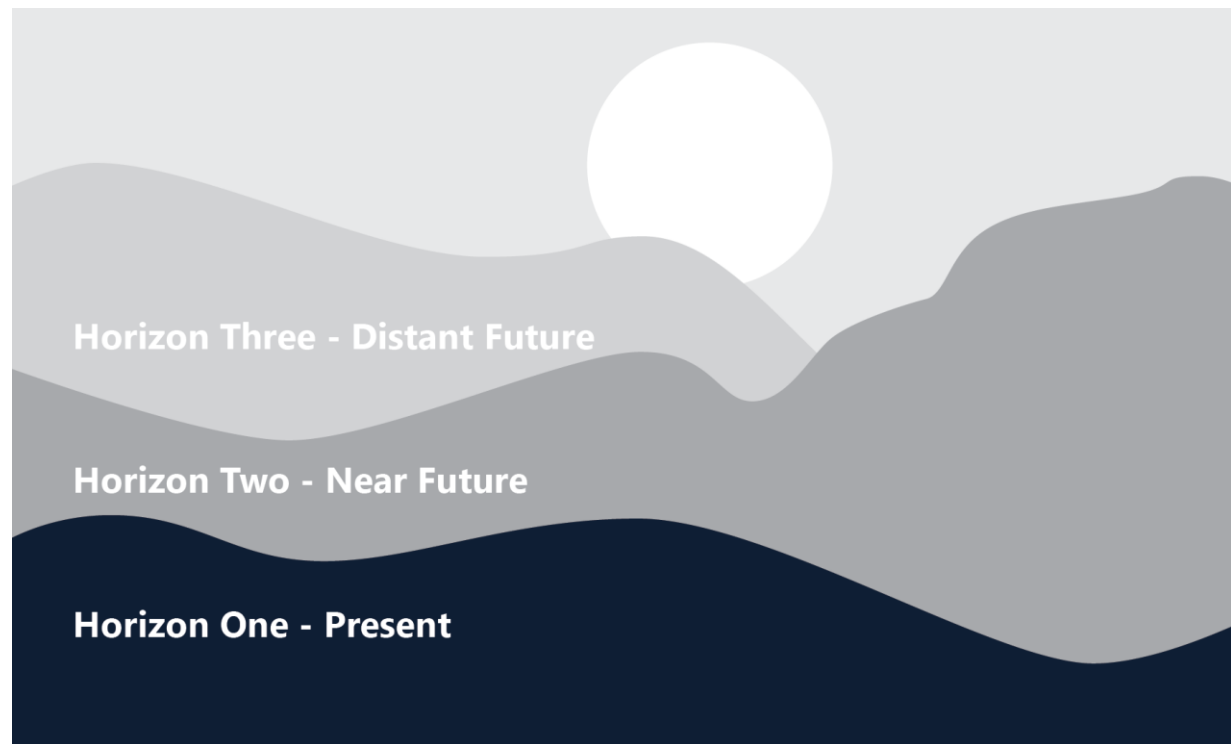 Horizon Three - Distant Future
Horizon Two - Near Future
Horizon One - Present